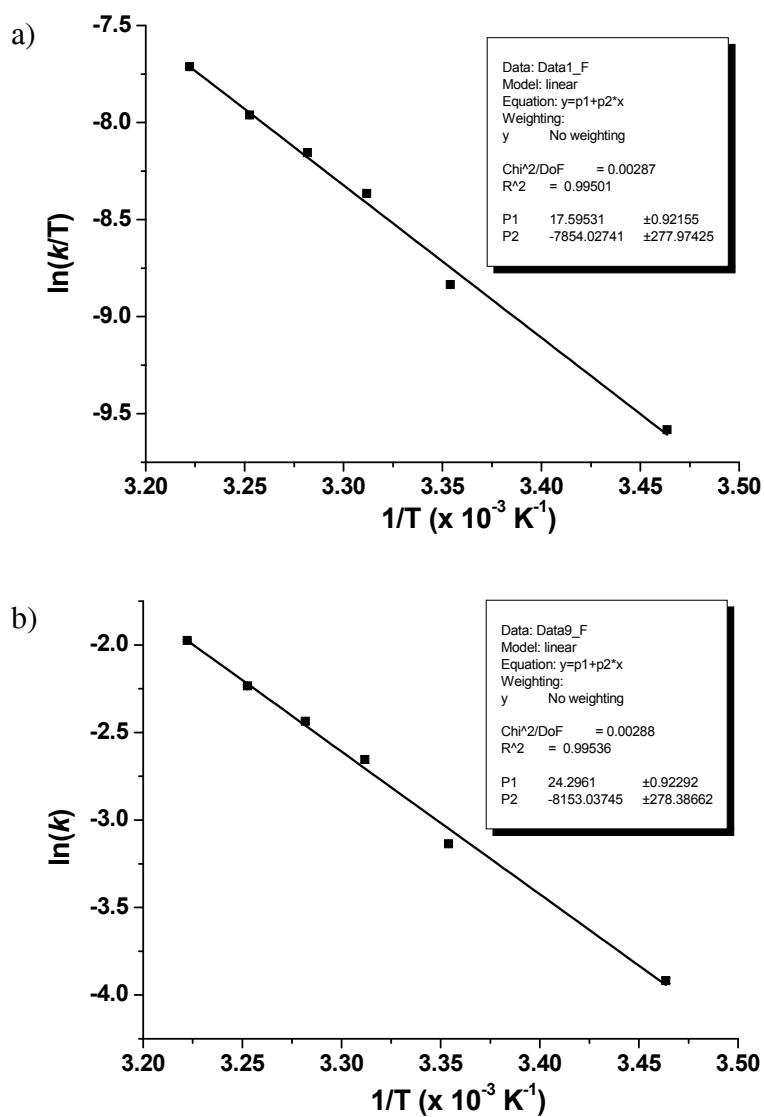 a)
-7.5
-8.0
-8.5
-9.0
-9.5
ln(k/T)
Data: Data1_F
Model: linear
Equation: y=p1+p2*x
Weighting:
y No weighting
Chi^2/DoF = 0.00287
R^2 = 0.99501
P1 17.59531 ±0.92155
P2 -7854.02741 ±277.97425
3.20 3.25 3.30 3.35 3.40 3.45 3.50
1/T (x 10⁻³ K⁻¹)
b)
-2.0
-2.5
-3.0
-3.5
-4.0
ln(k)
Data: Data9_F
Model: linear
Equation: y=p1+p2*x
Weighting:
y No weighting
Chi^2/DoF = 0.00288
R^2 = 0.99536
P1 24.2961 ±0.92292
P2 -8153.03745 ±278.38662
3.20 3.25 3.30 3.35 3.40 3.45 3.50
1/T (x 10⁻³ K⁻¹)